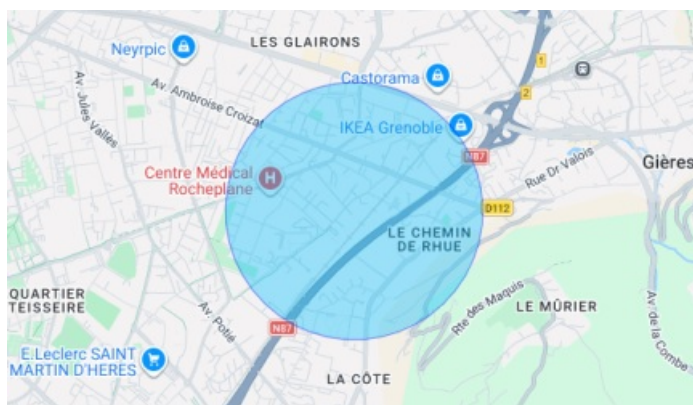 LES GLAIRONS
Neyrpic
Castorama
1
2
Av. Jules Vallès
Av. Ambroise Croizat
IKEA Grenoble
N87
Rue Dr Valois
Gières
Centre Médical
Rocheplane
H
D112
LE CHEMIN
DE RHUE
QUARTIER
TEISSEIRE
Av. Potié
Rte des Maquis
LE MÛRIER
Av. de la Combe
N87
E.Leclerc SAINT
MARTIN D'HERES
LA CÔTE